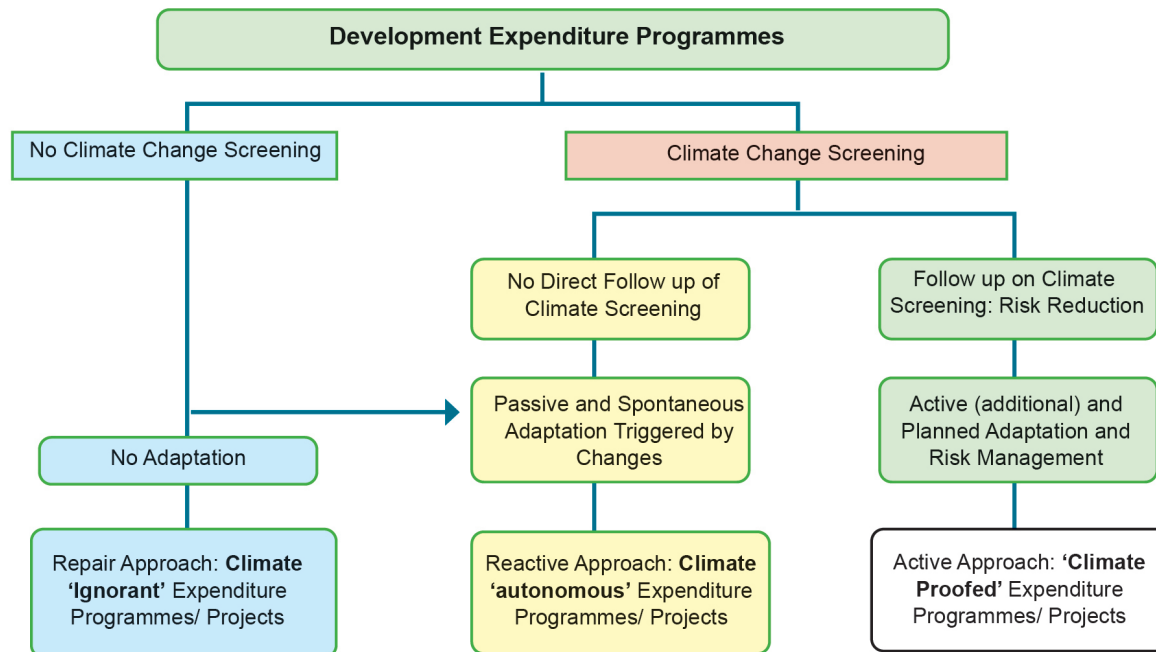 Development Expenditure Programmes
No Climate Change Screening
Climate Change Screening
No Direct Follow up of
Climate Screening
Follow up on Climate
Screening: Risk Reduction
Passive and Spontaneous
Adaptation Triggered by
Changes
Active (additional) and
Planned Adaptation and
Risk Management
No Adaptation
Repair Approach: Climate
‘Ignorant’ Expenditure
Programmes/ Projects
Reactive Approach: Climate
‘autonomous’ Expenditure
Programmes/ Projects
Active Approach: ‘Climate
Proofed’ Expenditure
Programmes/ Projects